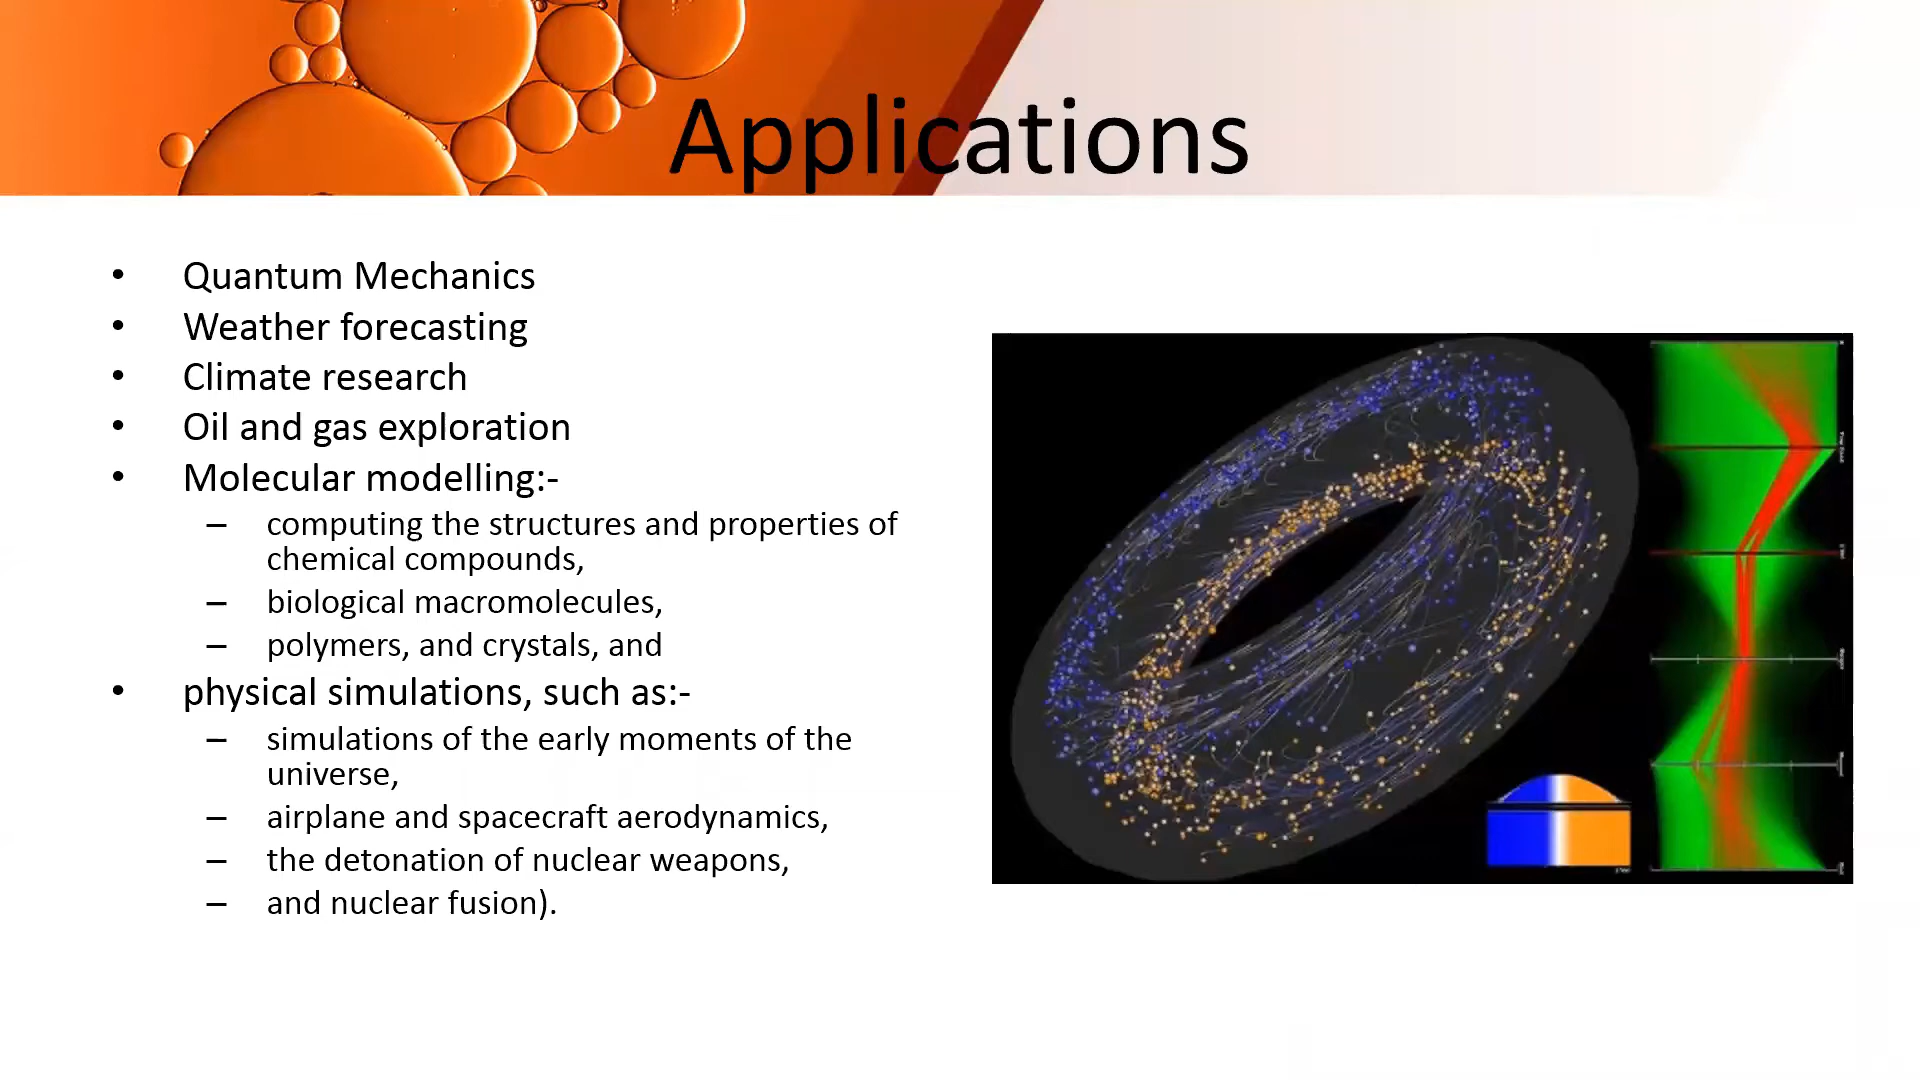 Applications
• Quantum Mechanics
• Weather forecasting
• Climate research
• Oil and gas exploration
• Molecular modelling:-
– computing the structures and properties of
chemical compounds,
– biological macromolecules,
– polymers, and crystals, and
• physical simulations, such as:-
– simulations of the early moments of the
universe,
– airplane and spacecraft aerodynamics,
– the detonation of nuclear weapons,
– and nuclear fusion).